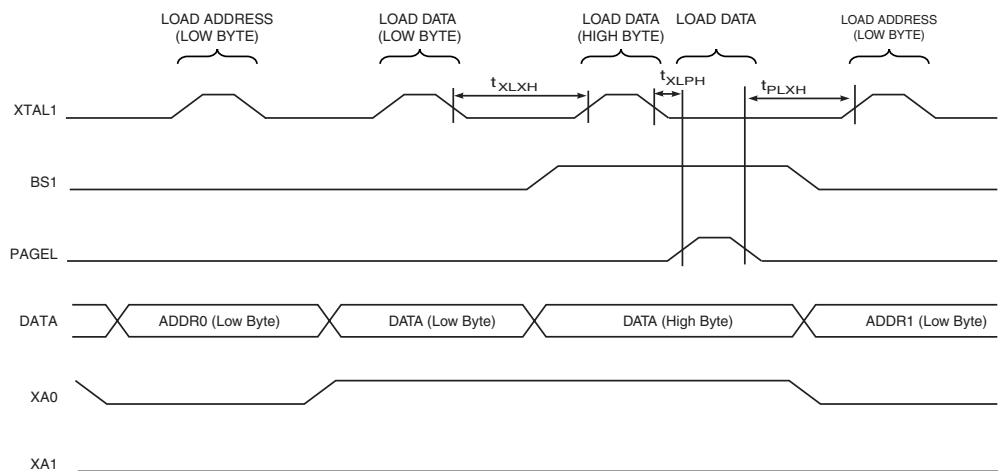 LOAD ADDRESS
(LOW BYTE)
LOAD DATA
(LOW BYTE)
LOAD DATA
(HIGH BYTE)
LOAD DATA
LOAD ADDRESS
(LOW BYTE)
tXLXH
tXLPH
tPLXH
XTAL1
BS1
PAGEL
DATA
ADDR0 (Low Byte)
DATA (Low Byte)
DATA (High Byte)
ADDR1 (Low Byte)
XA0
XA1